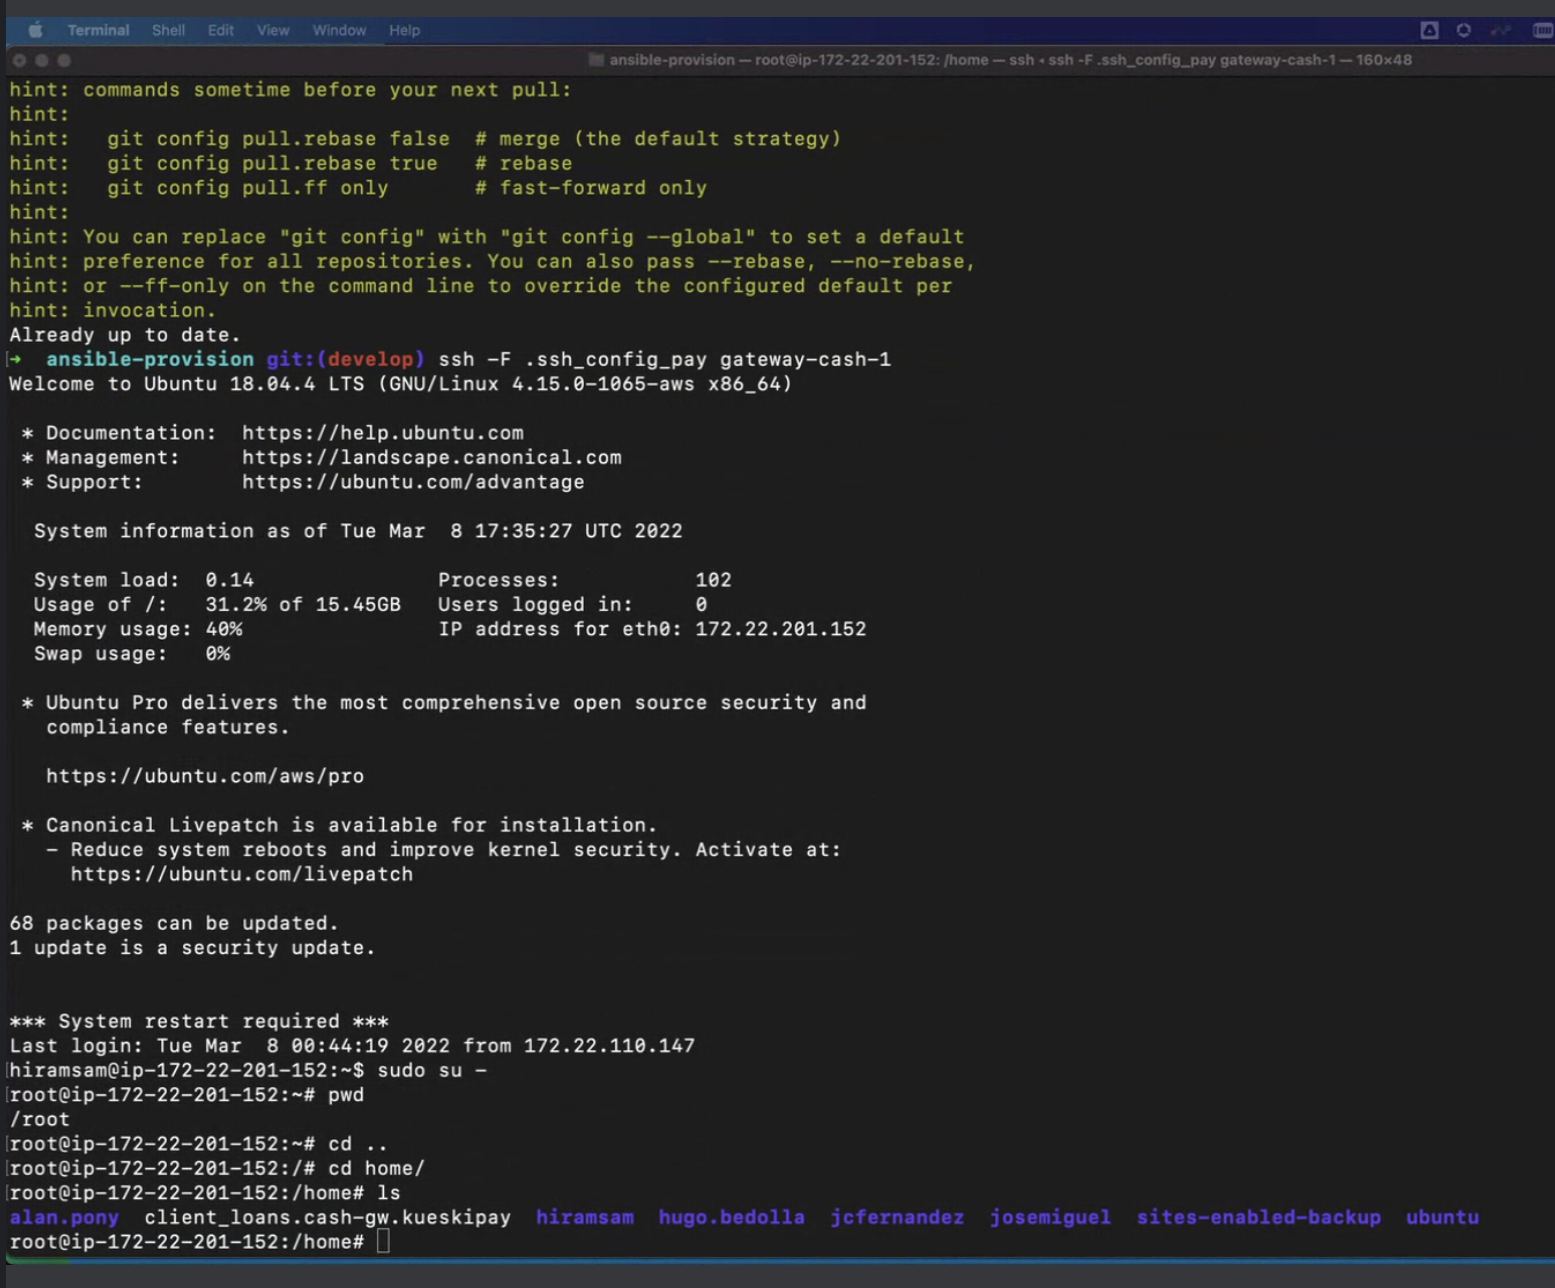 Terminal Shell Edit View Window Help
ansible-provision — root@ip-172-22-201-152: /home — ssh ◂ ssh -F .ssh_config_pay gateway-cash-1 — 160×48
hint: commands sometime before your next pull:
hint:
hint:   git config pull.rebase false  # merge (the default strategy)
hint:   git config pull.rebase true   # rebase
hint:   git config pull.ff only       # fast-forward only
hint:
hint: You can replace "git config" with "git config --global" to set a default
hint: preference for all repositories. You can also pass --rebase, --no-rebase,
hint: or --ff-only on the command line to override the configured default per
hint: invocation.
Already up to date.
→  ansible-provision git:(develop) ssh -F .ssh_config_pay gateway-cash-1
Welcome to Ubuntu 18.04.4 LTS (GNU/Linux 4.15.0-1065-aws x86_64)
 * Documentation:  https://help.ubuntu.com
 * Management:     https://landscape.canonical.com
 * Support:        https://ubuntu.com/advantage
  System information as of Tue Mar  8 17:35:27 UTC 2022
  System load:  0.14               Processes:           102
  Usage of /:   31.2% of 15.45GB   Users logged in:     0
  Memory usage: 40%                IP address for eth0: 172.22.201.152
  Swap usage:   0%
 * Ubuntu Pro delivers the most comprehensive open source security and
   compliance features.
   https://ubuntu.com/aws/pro
 * Canonical Livepatch is available for installation.
   - Reduce system reboots and improve kernel security. Activate at:
     https://ubuntu.com/livepatch
68 packages can be updated.
1 update is a security update.
*** System restart required ***
Last login: Tue Mar  8 00:44:19 2022 from 172.22.110.147
hiramsam@ip-172-22-201-152:~$ sudo su -
root@ip-172-22-201-152:~# pwd
/root
root@ip-172-22-201-152:~# cd ..
root@ip-172-22-201-152:/# cd home/
root@ip-172-22-201-152:/home# ls
alan.pony  client_loans.cash-gw.kueskipay  hiramsam  hugo.bedolla  jcfernandez  josemiguel  sites-enabled-backup  ubuntu
root@ip-172-22-201-152:/home#